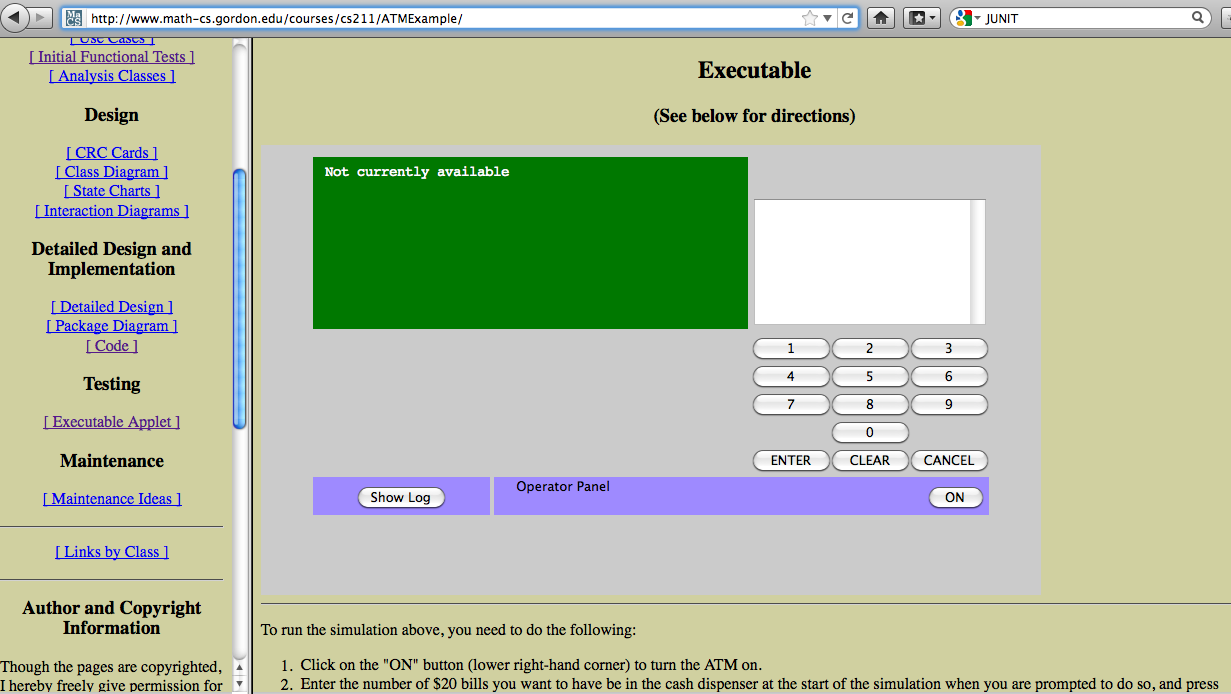 http://www.math-cs.gordon.edu/courses/cs211/ATMExample/
JUNIT
[ Use Cases ]
[ Initial Functional Tests ]
[ Analysis Classes ]
Design
[ CRC Cards ]
[ Class Diagram ]
[ State Charts ]
[ Interaction Diagrams ]
Detailed Design and
Implementation
[ Detailed Design ]
[ Package Diagram ]
[ Code ]
Testing
[ Executable Applet ]
Maintenance
[ Maintenance Ideas ]
[ Links by Class ]
Author and Copyright
Information
Though the pages are copyrighted,
I hereby freely give permission for
Executable
(See below for directions)
Not currently available
1 2 3
4 5 6
7 8 9
0
ENTER CLEAR CANCEL
Show Log
Operator Panel
ON
To run the simulation above, you need to do the following:
1. Click on the "ON" button (lower right-hand corner) to turn the ATM on.
2. Enter the number of $20 bills you want to have be in the cash dispenser at the start of the simulation when you are prompted to do so, and press